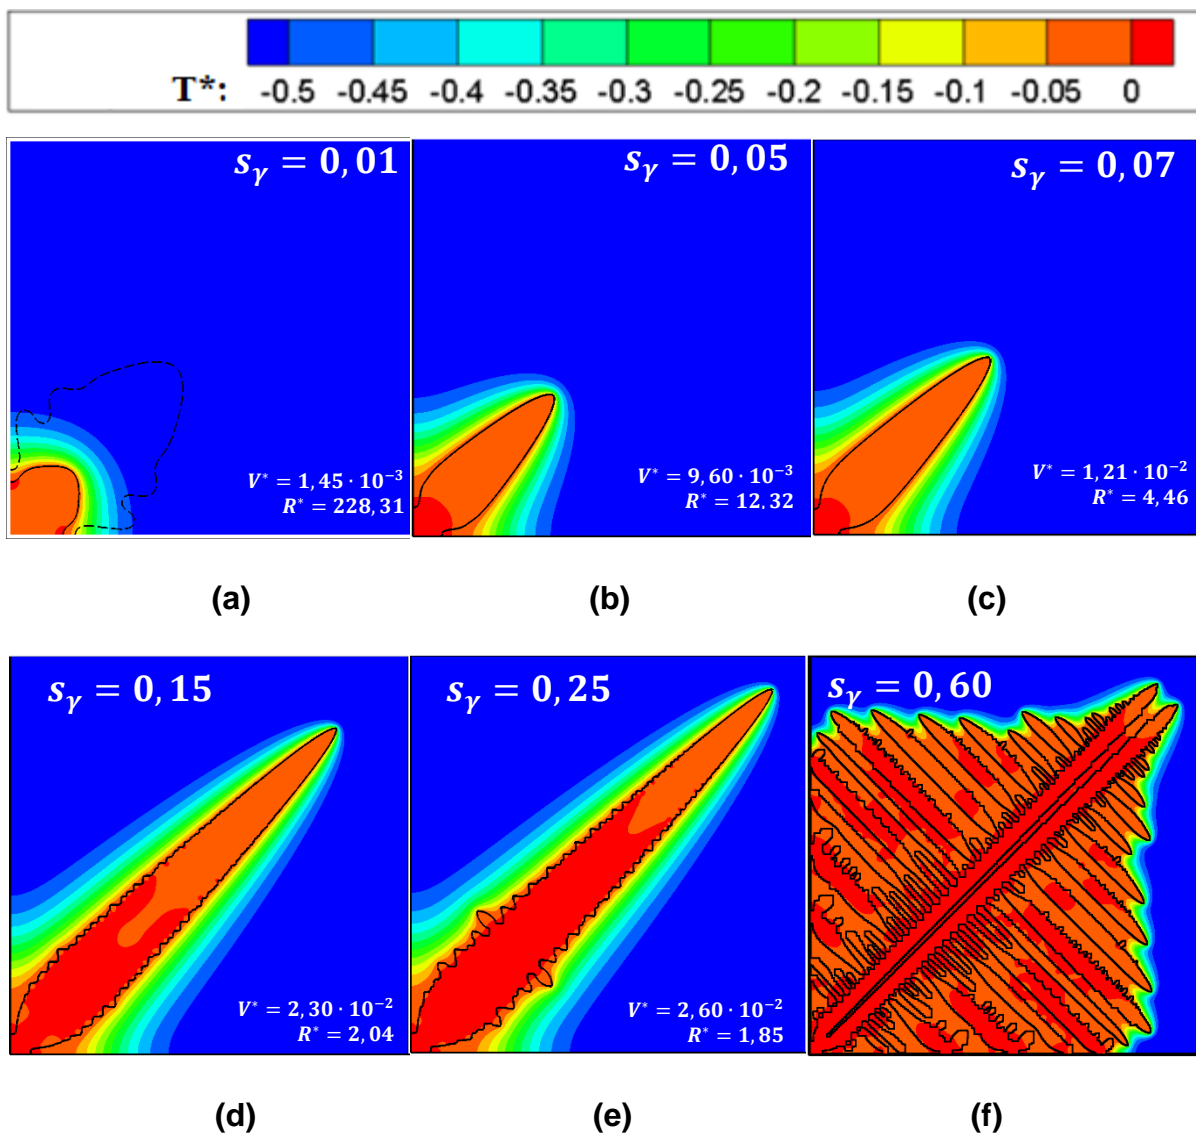 T*: -0.5 -0.45 -0.4 -0.35 -0.3 -0.25 -0.2 -0.15 -0.1 -0.05 0
s_γ = 0,01
V* = 1,45 · 10⁻³
R* = 228,31
s_γ = 0,05
V* = 9,60 · 10⁻³
R* = 12,32
s_γ = 0,07
V* = 1,21 · 10⁻²
R* = 4,46
(a) (b) (c)
s_γ = 0,15
V* = 2,30 · 10⁻²
R* = 2,04
s_γ = 0,25
V* = 2,60 · 10⁻²
R* = 1,85
s_γ = 0,60
(d) (e) (f)